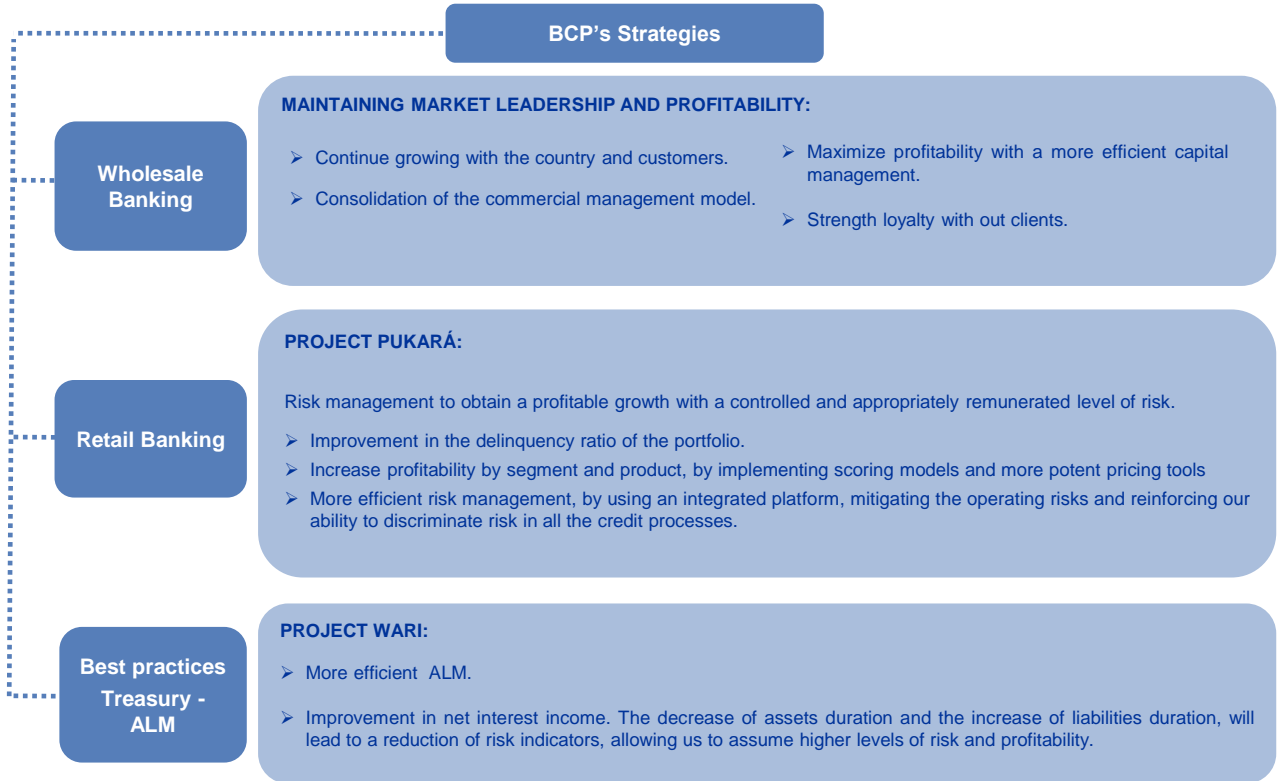 BCP’s Strategies
Wholesale
Banking
MAINTAINING MARKET LEADERSHIP AND PROFITABILITY:
➢ Continue growing with the country and customers.
➢ Consolidation of the commercial management model.
➢ Maximize profitability with a more efficient capital
management.
➢ Strength loyalty with out clients.
Retail Banking
PROJECT PUKARÁ:
Risk management to obtain a profitable growth with a controlled and appropriately remunerated level of risk.
➢ Improvement in the delinquency ratio of the portfolio.
➢ Increase profitability by segment and product, by implementing scoring models and more potent pricing tools
➢ More efficient risk management, by using an integrated platform, mitigating the operating risks and reinforcing our
ability to discriminate risk in all the credit processes.
Best practices
Treasury -
ALM
PROJECT WARI:
➢ More efficient ALM.
➢ Improvement in net interest income. The decrease of assets duration and the increase of liabilities duration, will
lead to a reduction of risk indicators, allowing us to assume higher levels of risk and profitability.